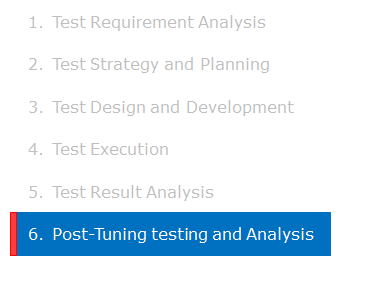 1. Test Requirement Analysis
2. Test Strategy and Planning
3. Test Design and Development
4. Test Execution
5. Test Result Analysis
6. Post-Tuning testing and Analysis